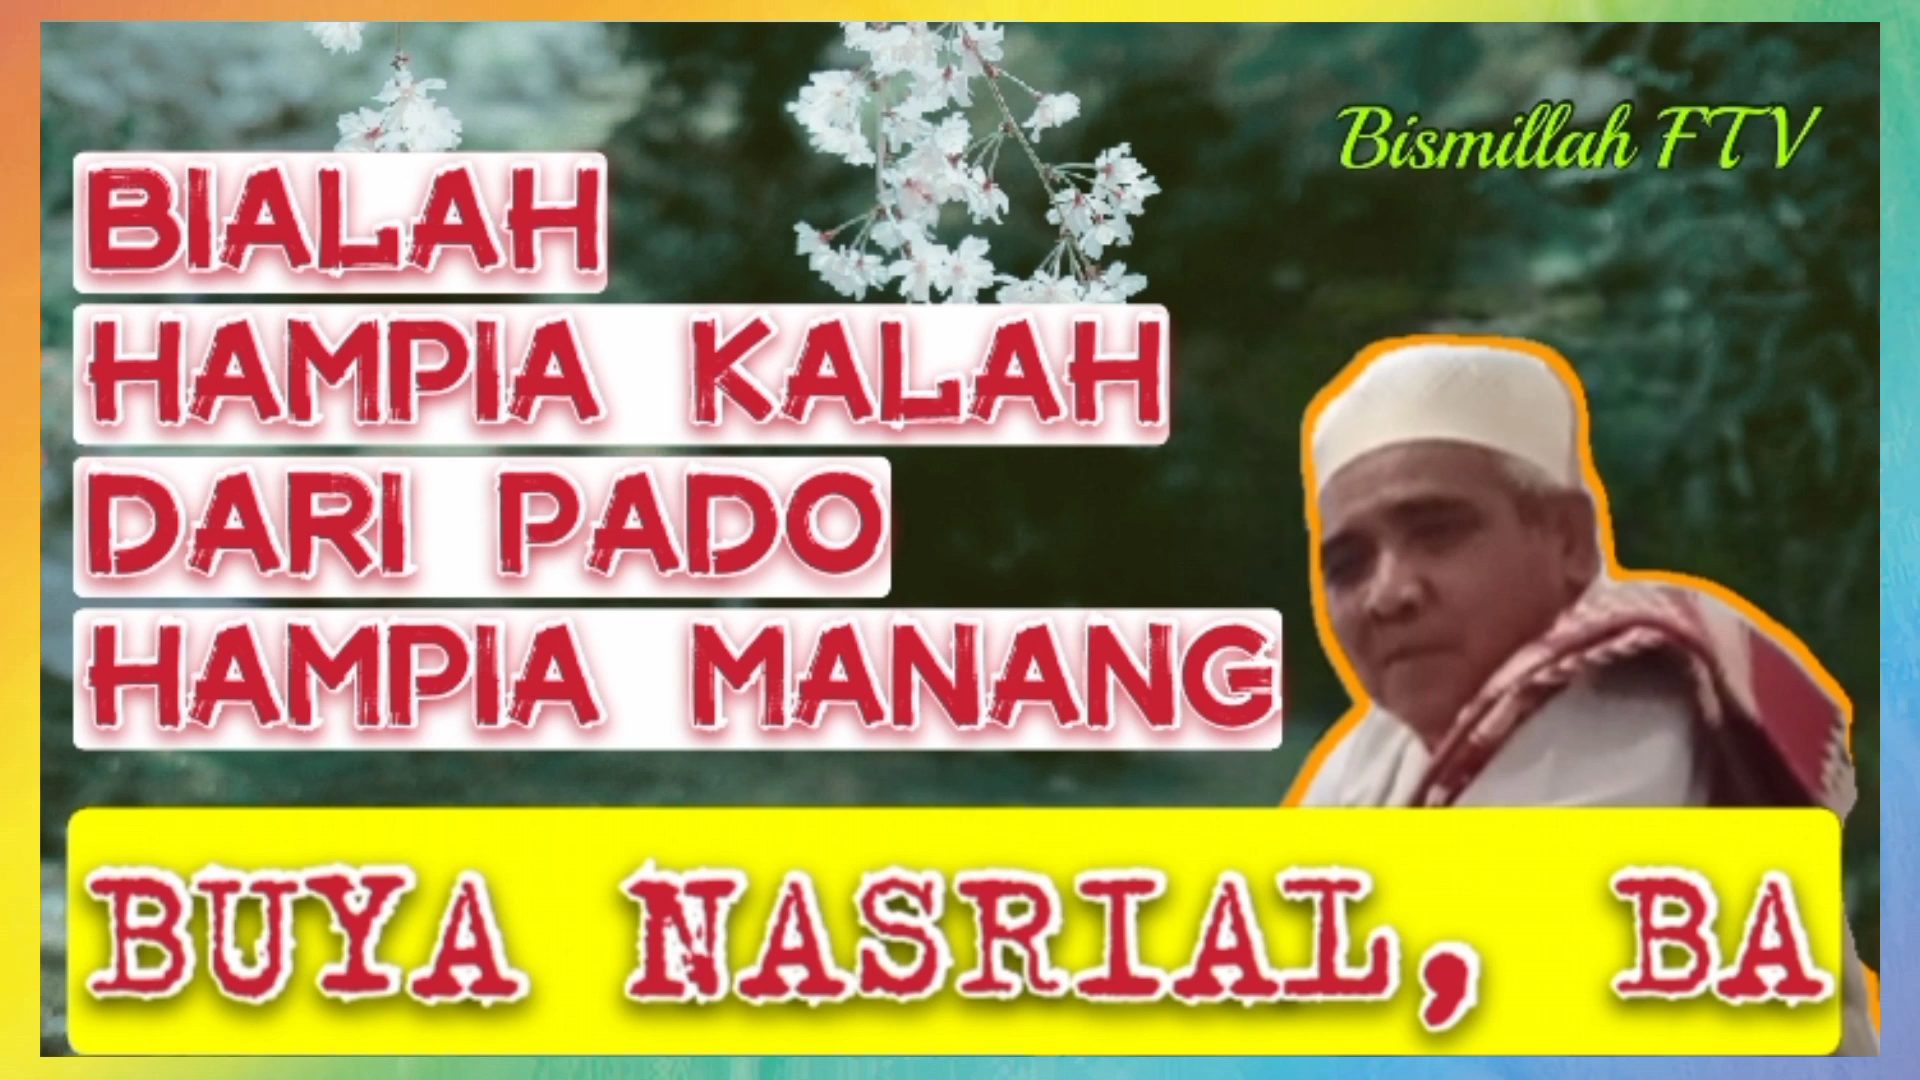 Bismillah FTV
BIALAH
HAMPIA KALAH
DARI PADO
HAMPIA MANANG
BUYA NASRIAL, BA